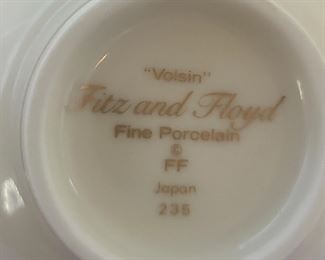 "Voisin"
Fitz and Floyd
Fine Porcelain
©
FF
Japan
235